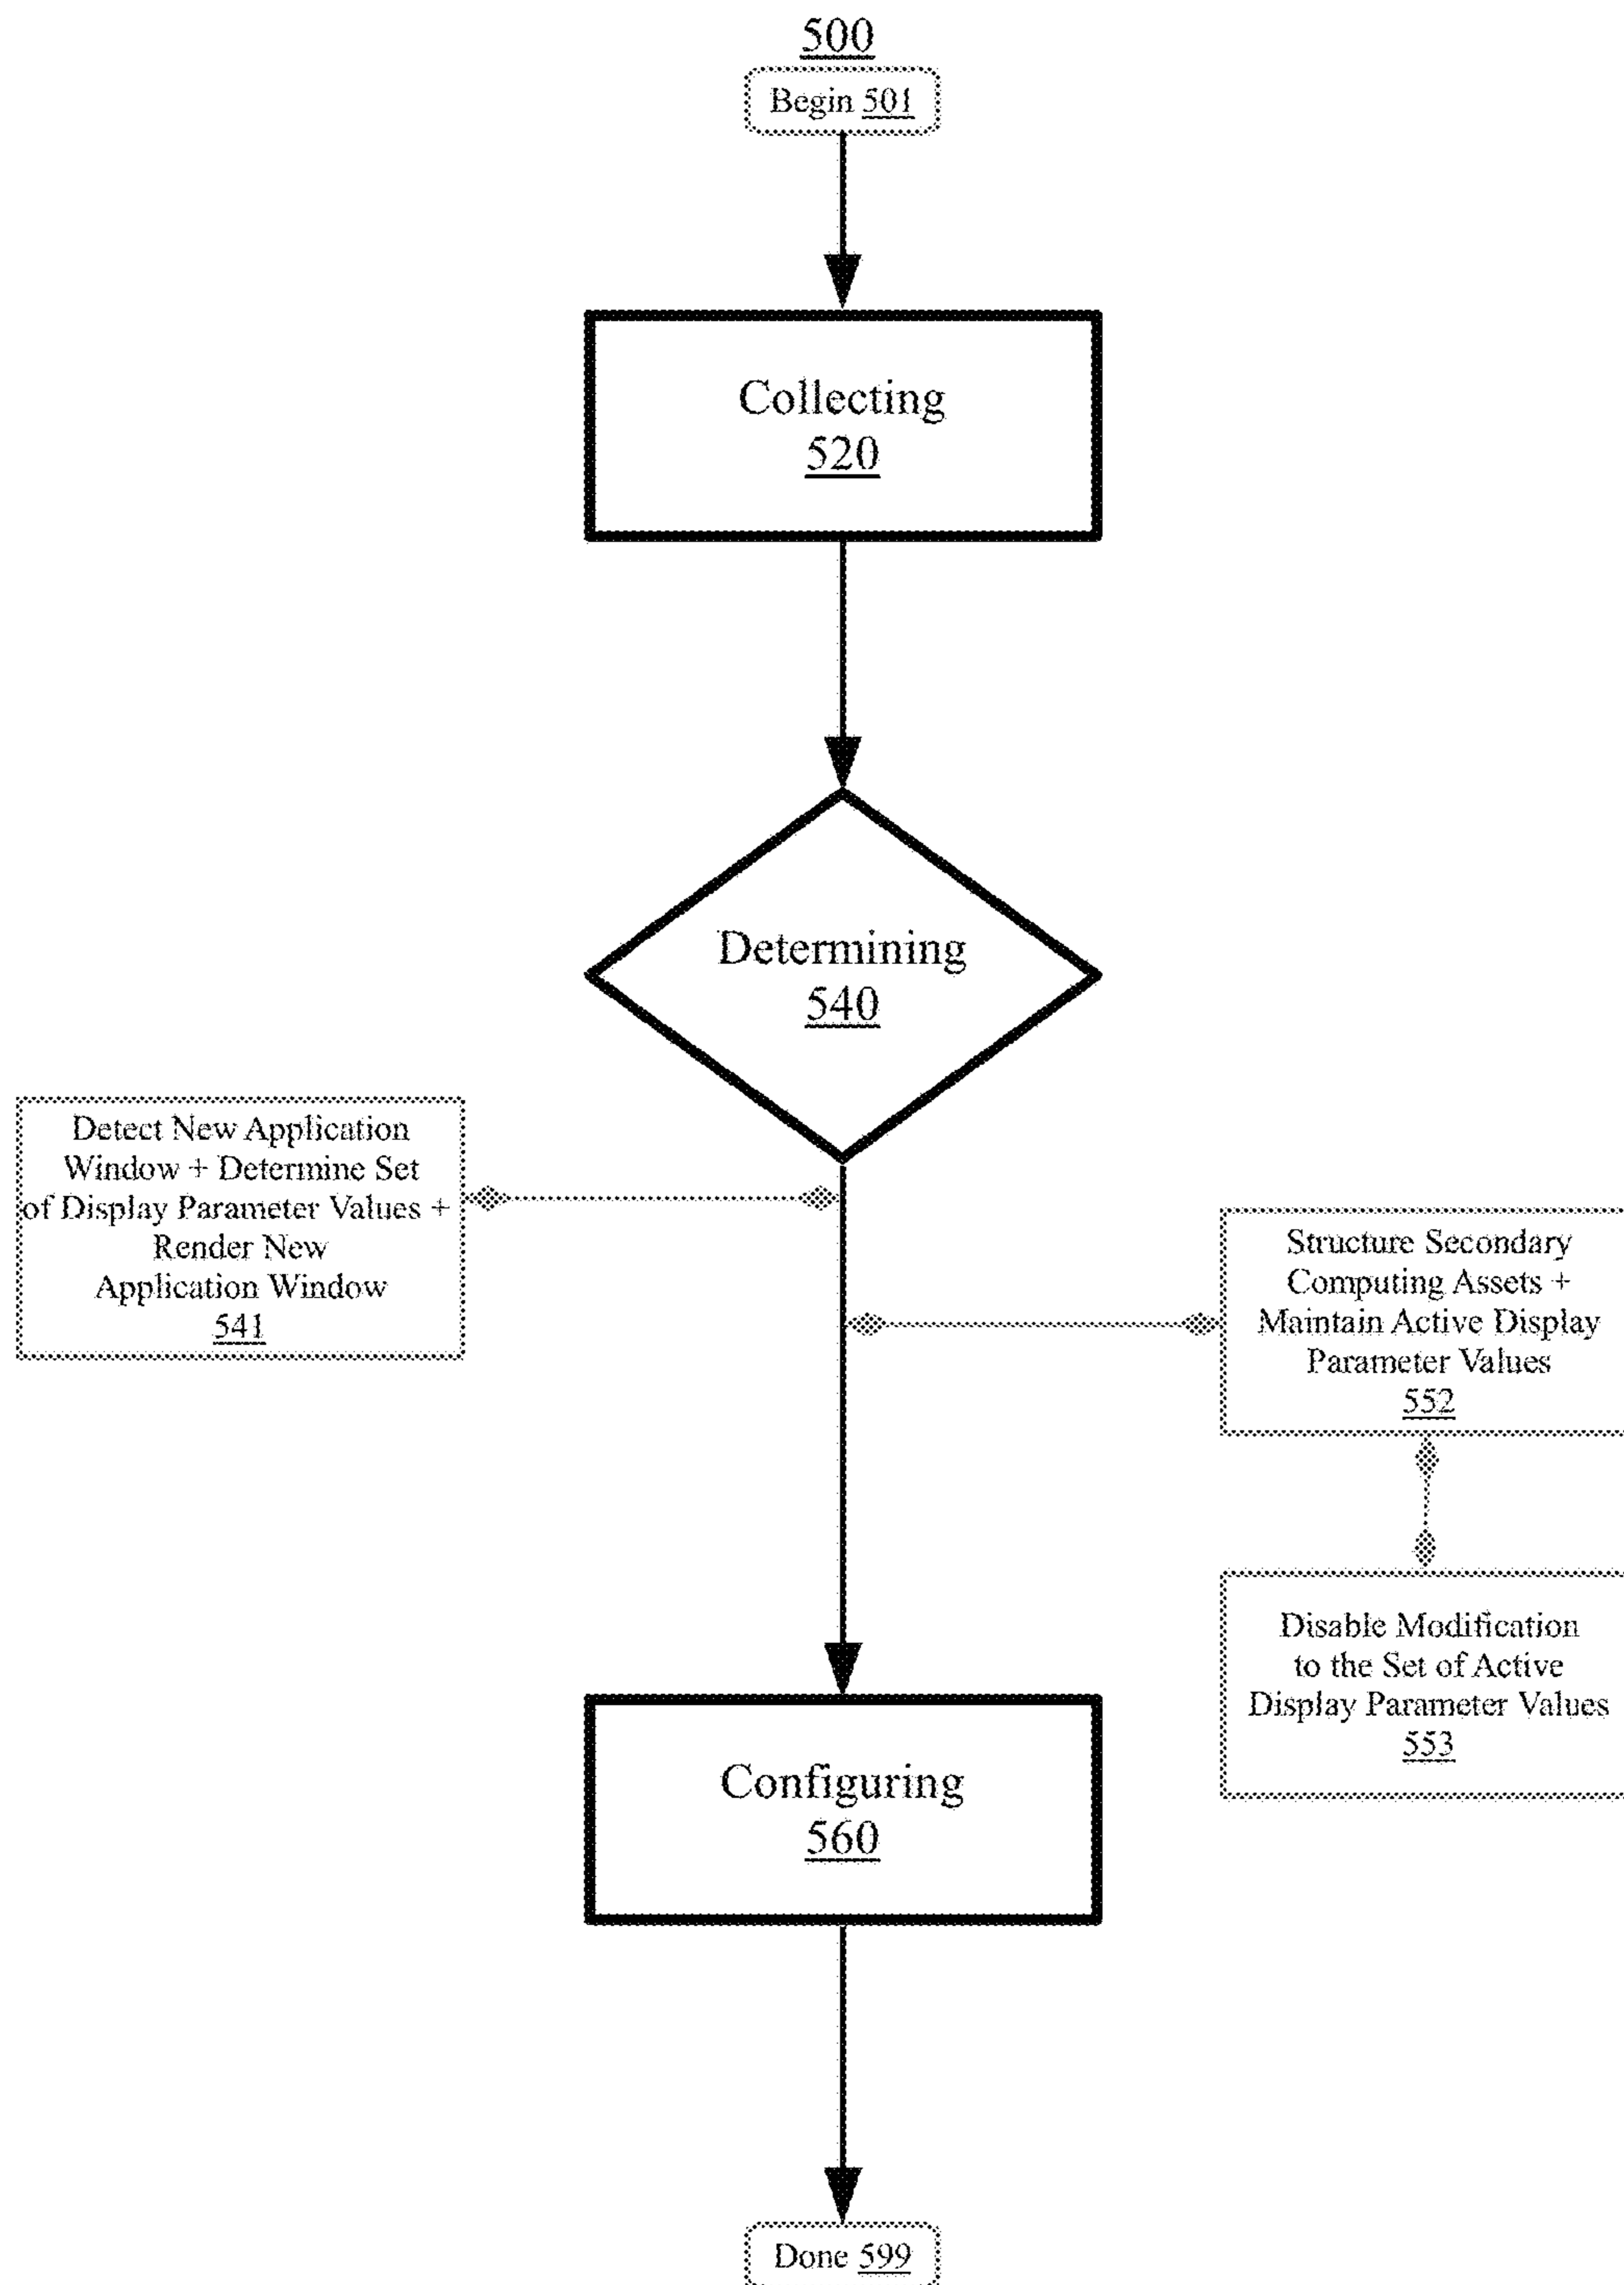 500
Begin 501
Collecting
520
Determining
540
Detect New Application
Window + Determine Set
of Display Parameter Values +
Render New
Application Window
541
Structure Secondary
Computing Assets +
Maintain Active Display
Parameter Values
552
Disable Modification
to the Set of Active
Display Parameter Values
553
Configuring
560
Done 599